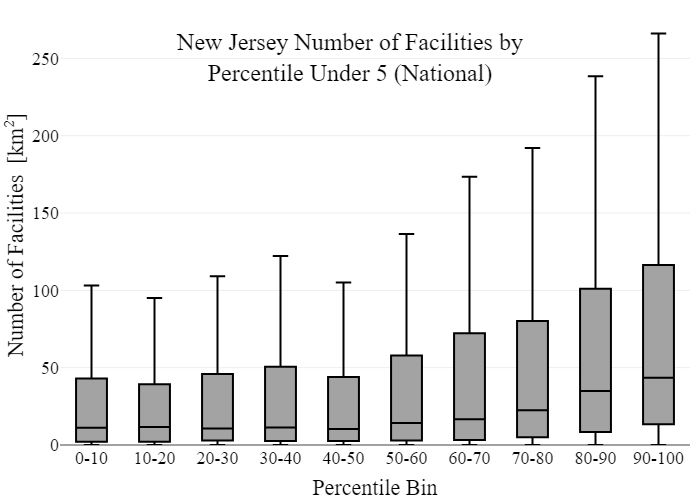 New Jersey Number of Facilities by
Percentile Under 5 (National)
Number of Facilities [km²]
250
200
150
100
50
0
0-10 10-20 20-30 30-40 40-50 50-60 60-70 70-80 80-90 90-100
Percentile Bin